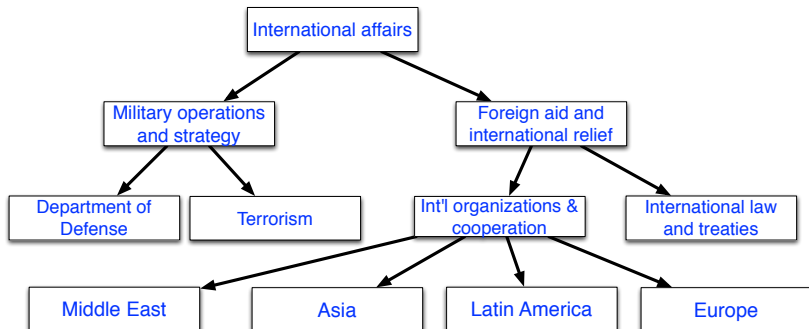 International affairs
Military operations
and strategy
Foreign aid and
international relief
Department of
Defense
Terrorism
Int'l organizations &
cooperation
International law
and treaties
Middle East
Asia
Latin America
Europe